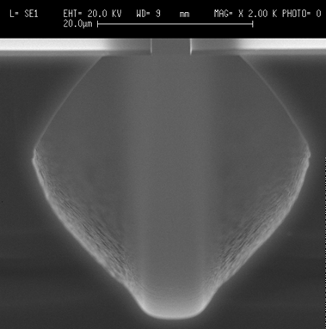 L= SE1 EHT= 20.0 KV WD= 9 mm MAG= X 2.00 K PHOTO= 0
20.0µm